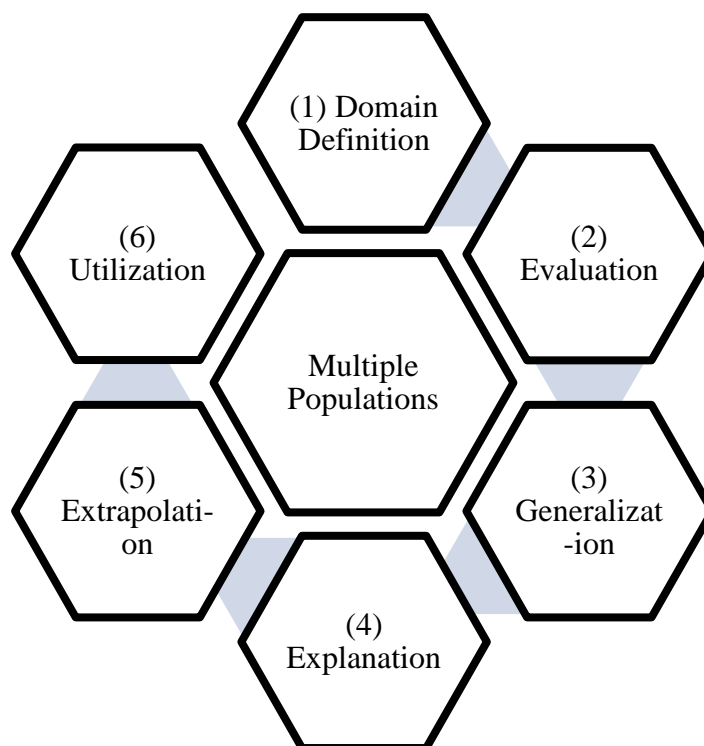 (1) Domain
Definition
(2)
Evaluation
(3)
Generalizat
-ion
(4)
Explanation
(5)
Extrapolati-
on
(6)
Utilization
Multiple
Populations